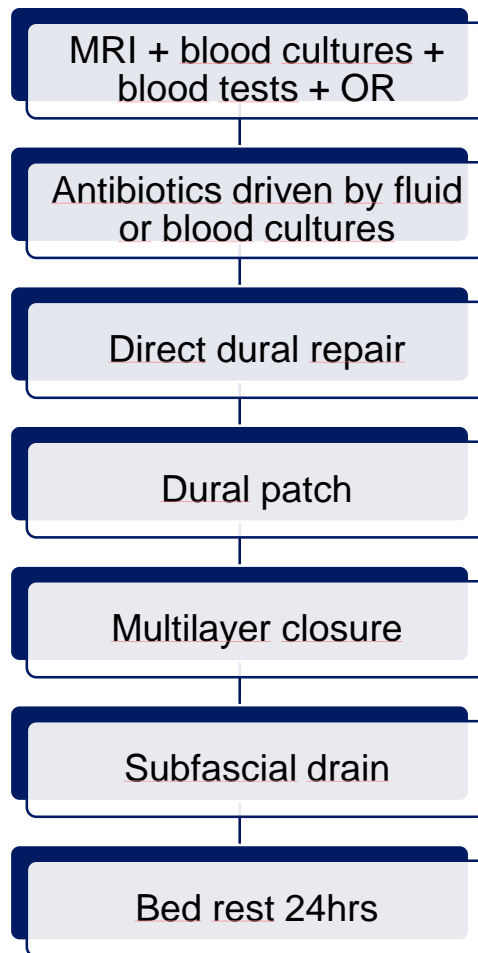 MRI + blood cultures +
blood tests + OR
Antibiotics driven by fluid
or blood cultures
Direct dural repair
Dural patch
Multilayer closure
Subfascial drain
Bed rest 24hrs